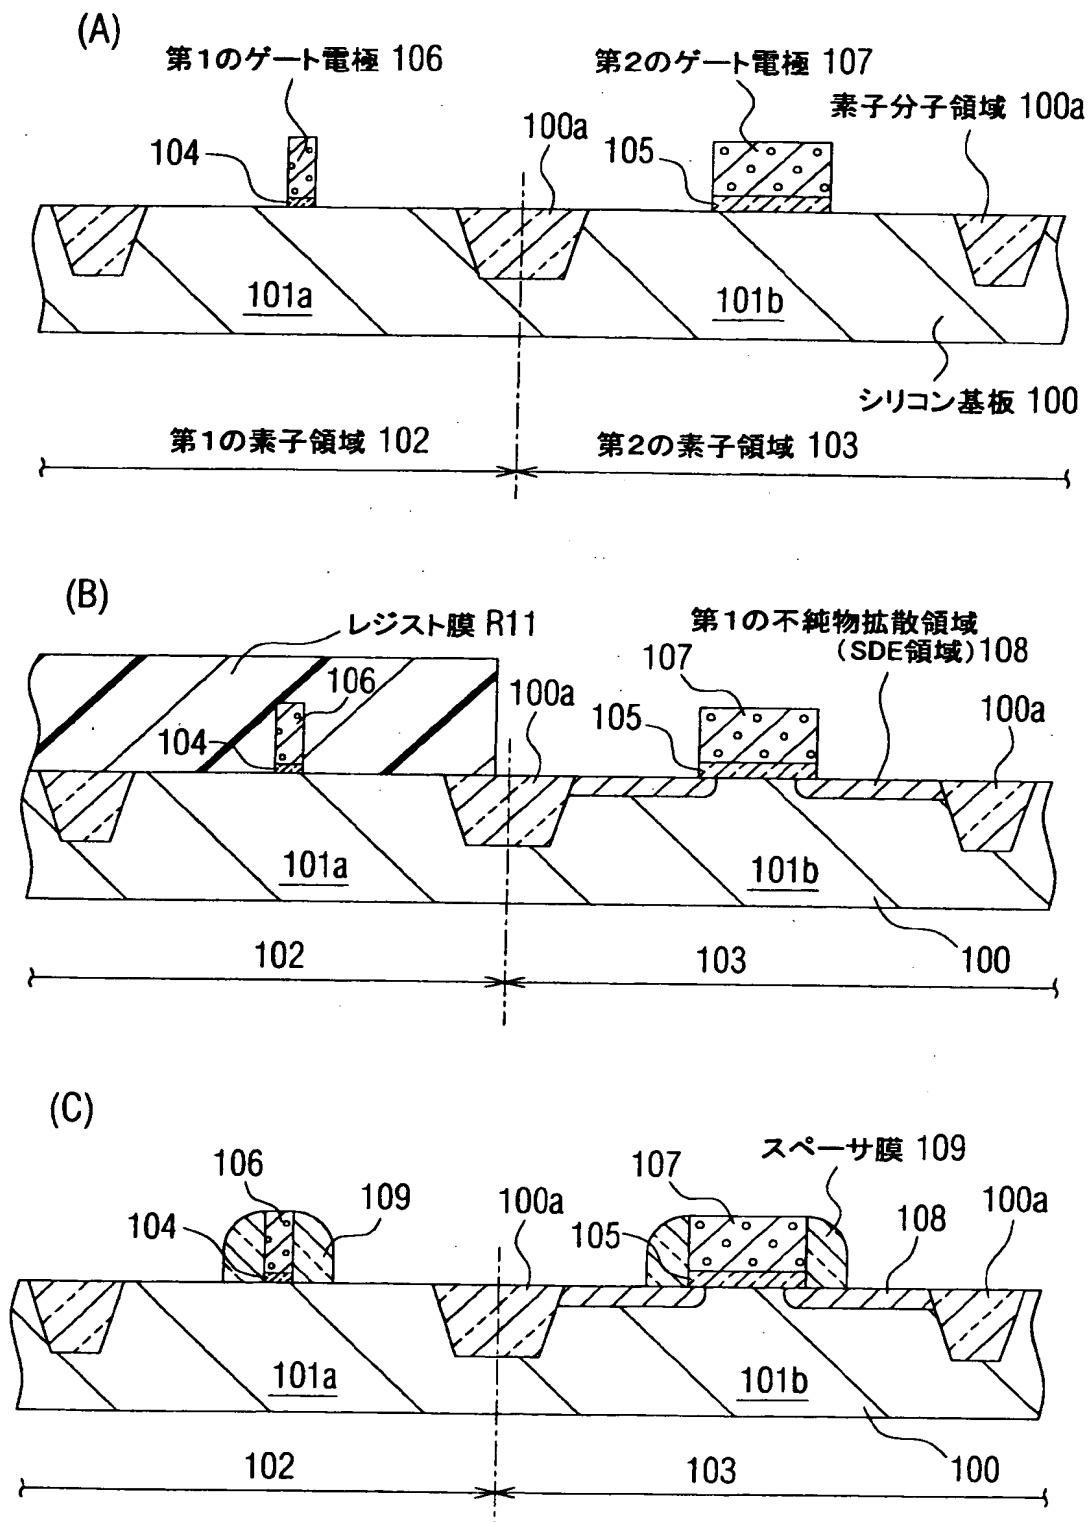 (A)
第1のゲート電極 106
第2のゲート電極 107
素子分子領域 100a
104
100a
105
101a
101b
シリコン基板 100
第1の素子領域 102
第2の素子領域 103
(B)
レジスト膜 R11
第1の不純物拡散領域
(SDE領域)108
106
107
100a
105
100a
104
101a
101b
102
103
100
(C)
スペーサ膜 109
106
109
107
100a
100a
104
105
108
101a
101b
102
103
100